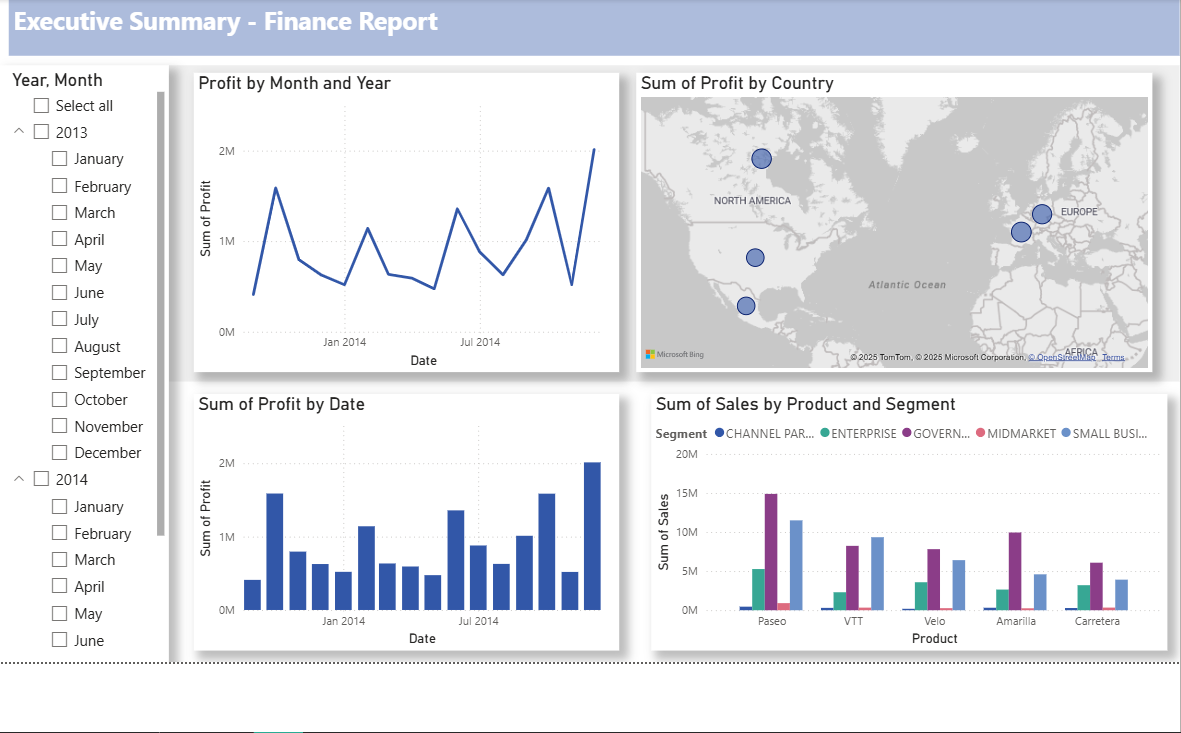 Executive Summary - Finance Report
Year, Month
Select all
2013
January
February
March
April
May
June
July
August
September
October
November
December
2014
January
February
March
April
May
June
Profit by Month and Year
Sum of Profit
2M
1M
0M
Jan 2014
Jul 2014
Date
Sum of Profit by Country
NORTH AMERICA
EUROPE
Atlantic Ocean
AFRICA
Microsoft Bing
© 2025 TomTom, © 2025 Microsoft Corporation, © OpenStreetMap Terms
Sum of Profit by Date
Sum of Profit
2M
1M
0M
Jan 2014
Jul 2014
Date
Sum of Sales by Product and Segment
Segment CHANNEL PAR... ENTERPRISE GOVERN... MIDMARKET SMALL BUSI...
Sum of Sales
20M
15M
10M
5M
0M
Paseo
VTT
Velo
Amarilla
Carretera
Product